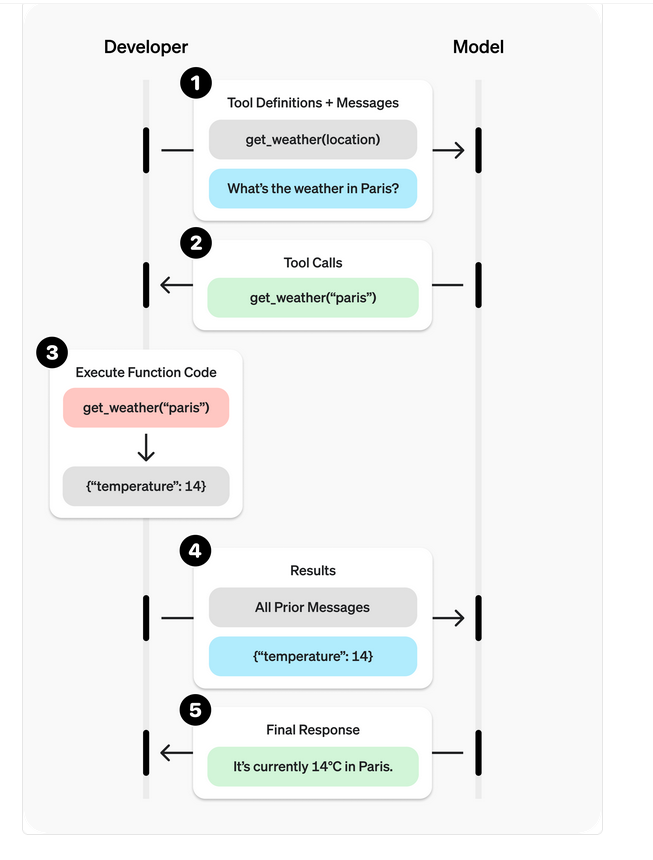 Developer
Model
1
Tool Definitions + Messages
get_weather(location)
What’s the weather in Paris?
2
Tool Calls
get_weather(“paris”)
3
Execute Function Code
get_weather(“paris”)
{“temperature”: 14}
4
Results
All Prior Messages
{“temperature”: 14}
5
Final Response
It’s currently 14°C in Paris.